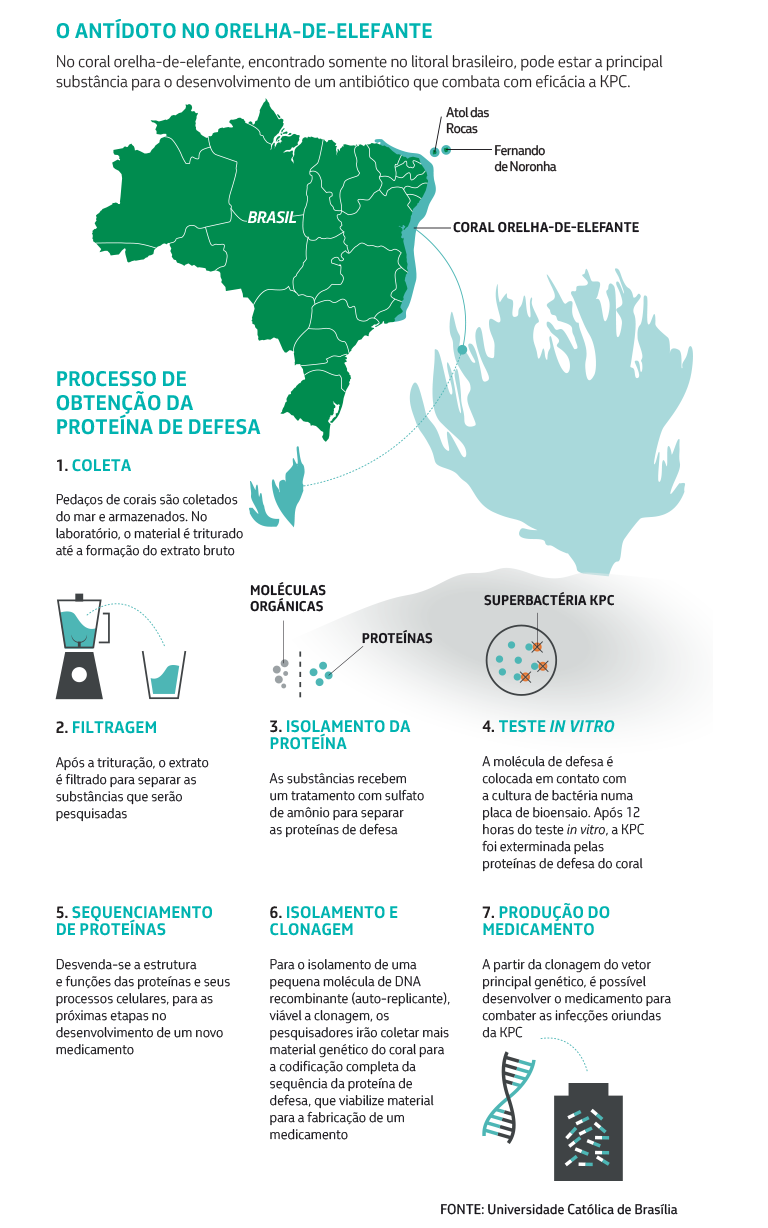 O ANTÍDOTO NO ORELHA-DE-ELEFANTE
No coral orelha-de-elefante, encontrado somente no litoral brasileiro, pode estar a principal
substância para o desenvolvimento de um antibiótico que combata com eficácia a KPC.
Atol das
Rocas
Fernando
de Noronha
BRASIL
CORAL ORELHA-DE-ELEFANTE
PROCESSO DE
OBTENÇÃO DA
PROTEÍNA DE DEFESA
1. COLETA
Pedaços de corais são coletados
do mar e armazenados. No
laboratório, o material é triturado
até a formação do extrato bruto
MOLÉCULAS
ORGÂNICAS
PROTEÍNAS
SUPERBACTÉRIA KPC
2. FILTRAGEM
Após a trituração, o extrato
é filtrado para separar as
substâncias que serão
pesquisadas
3. ISOLAMENTO DA
PROTEÍNA
As substâncias recebem
um tratamento com sulfato
de amônio para separar
as proteínas de defesa
4. TESTE IN VITRO
A molécula de defesa é
colocada em contato com
a cultura de bactéria numa
placa de bioensaio. Após 12
horas do teste in vitro, a KPC
foi exterminada pelas
proteínas de defesa do coral
5. SEQUENCIAMENTO
DE PROTEÍNAS
Desvenda-se a estrutura
e funções das proteínas e seus
processos celulares, para as
próximas etapas no
desenvolvimento de um novo
medicamento
6. ISOLAMENTO E
CLONAGEM
Para o isolamento de uma
pequena molécula de DNA
recombinante (auto-replicante),
viável a clonagem, os
pesquisadores irão coletar mais
material genético do coral para
a codificação completa da
sequência da proteína de
defesa, que viabilize material
para a fabricação de um
medicamento
7. PRODUÇÃO DO
MEDICAMENTO
A partir da clonagem do vetor
principal genético, é possível
desenvolver o medicamento para
combater as infecções oriundas
da KPC
FONTE: Universidade Católica de Brasília